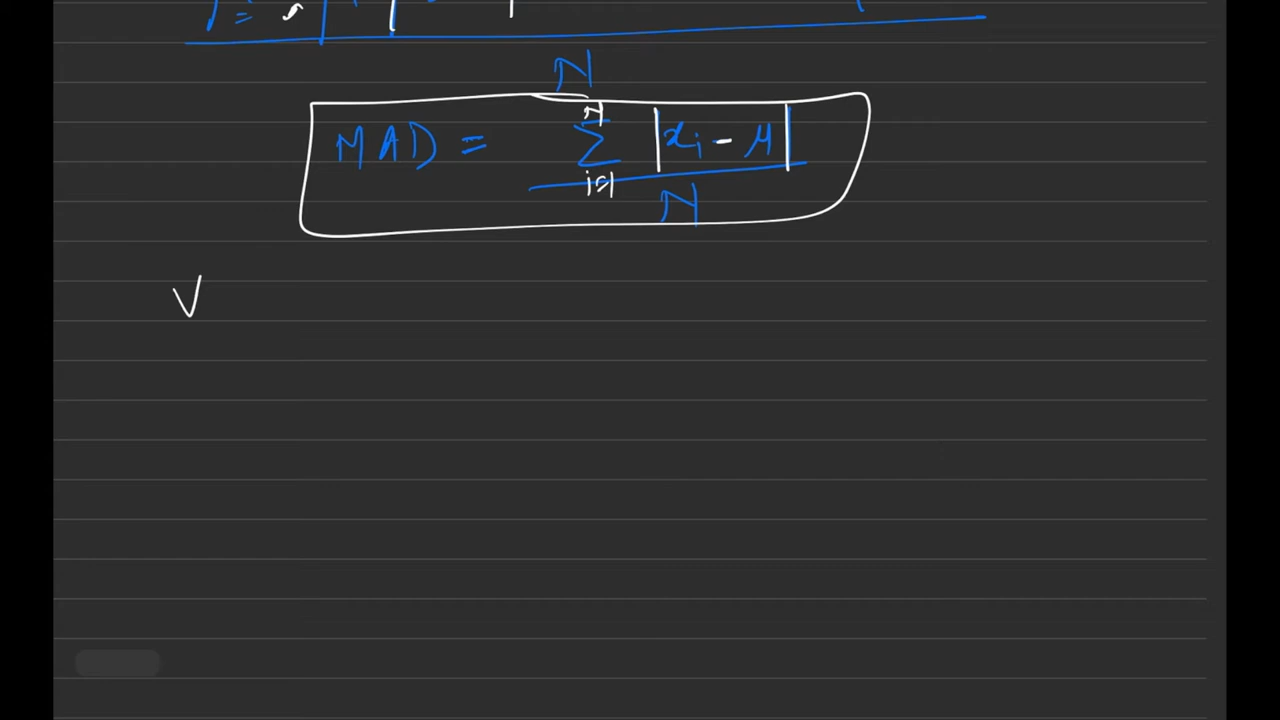 N
MAD = N∑i=1 |xi - μ| / N
V